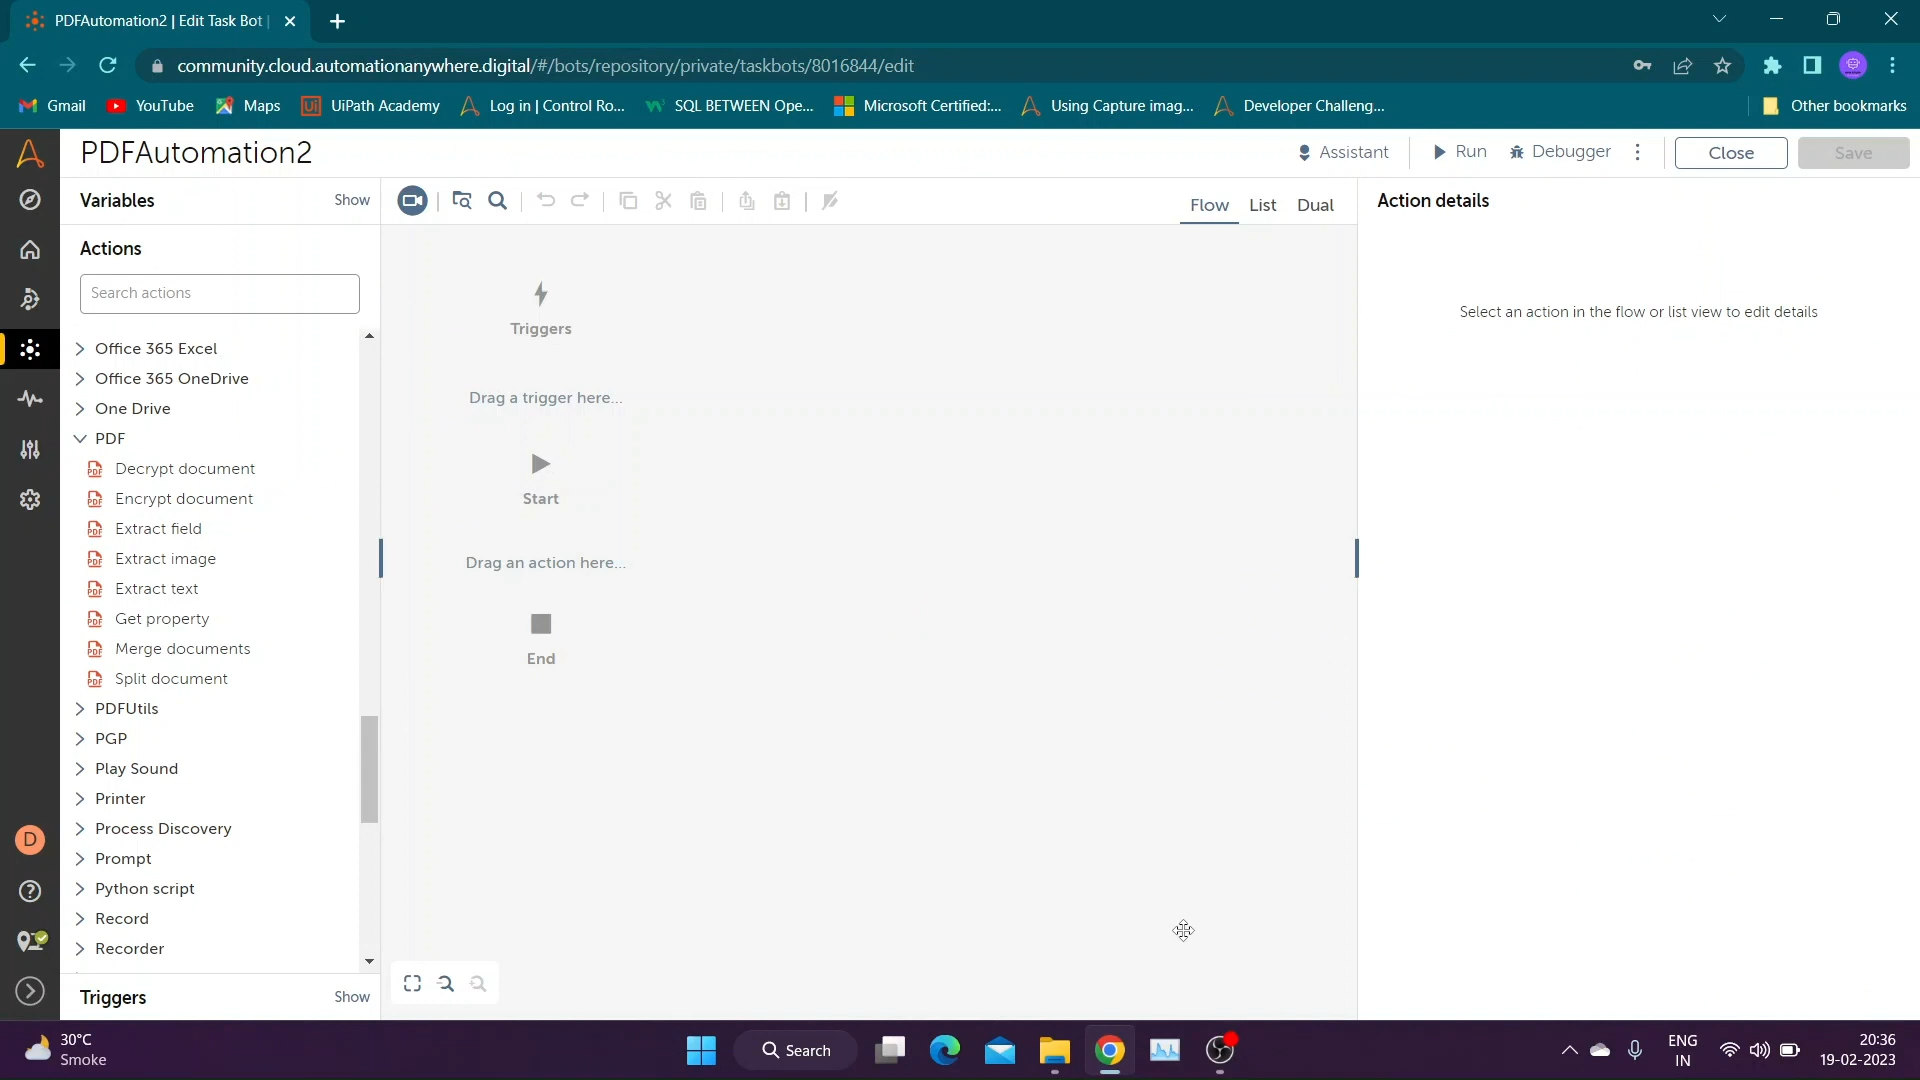 PDFAutomation2 | Edit Task Bot |
community.cloud.automationanywhere.digital/#/bots/repository/private/taskbots/8016844/edit
Gmail YouTube Maps UiPath Academy Log in | Control Ro... SQL BETWEEN Ope... Microsoft Certified:... Using Capture imag... Developer Challeng... Other bookmarks
PDFAutomation2 Assistant Run Debugger Close Save
Variables Show
Flow List Dual
Action details
Actions
Search actions
Select an action in the flow or list view to edit details
Office 365 Excel
Office 365 OneDrive
One Drive
PDF
Decrypt document
Encrypt document
Extract field
Extract image
Extract text
Get property
Merge documents
Split document
PDFUtils
PGP
Play Sound
Printer
Process Discovery
Prompt
Python script
Record
Recorder
Triggers Show
Triggers
Drag a trigger here...
Start
Drag an action here...
End
D
30°C
Smoke
Search
ENG
IN
20:36
19-02-2023